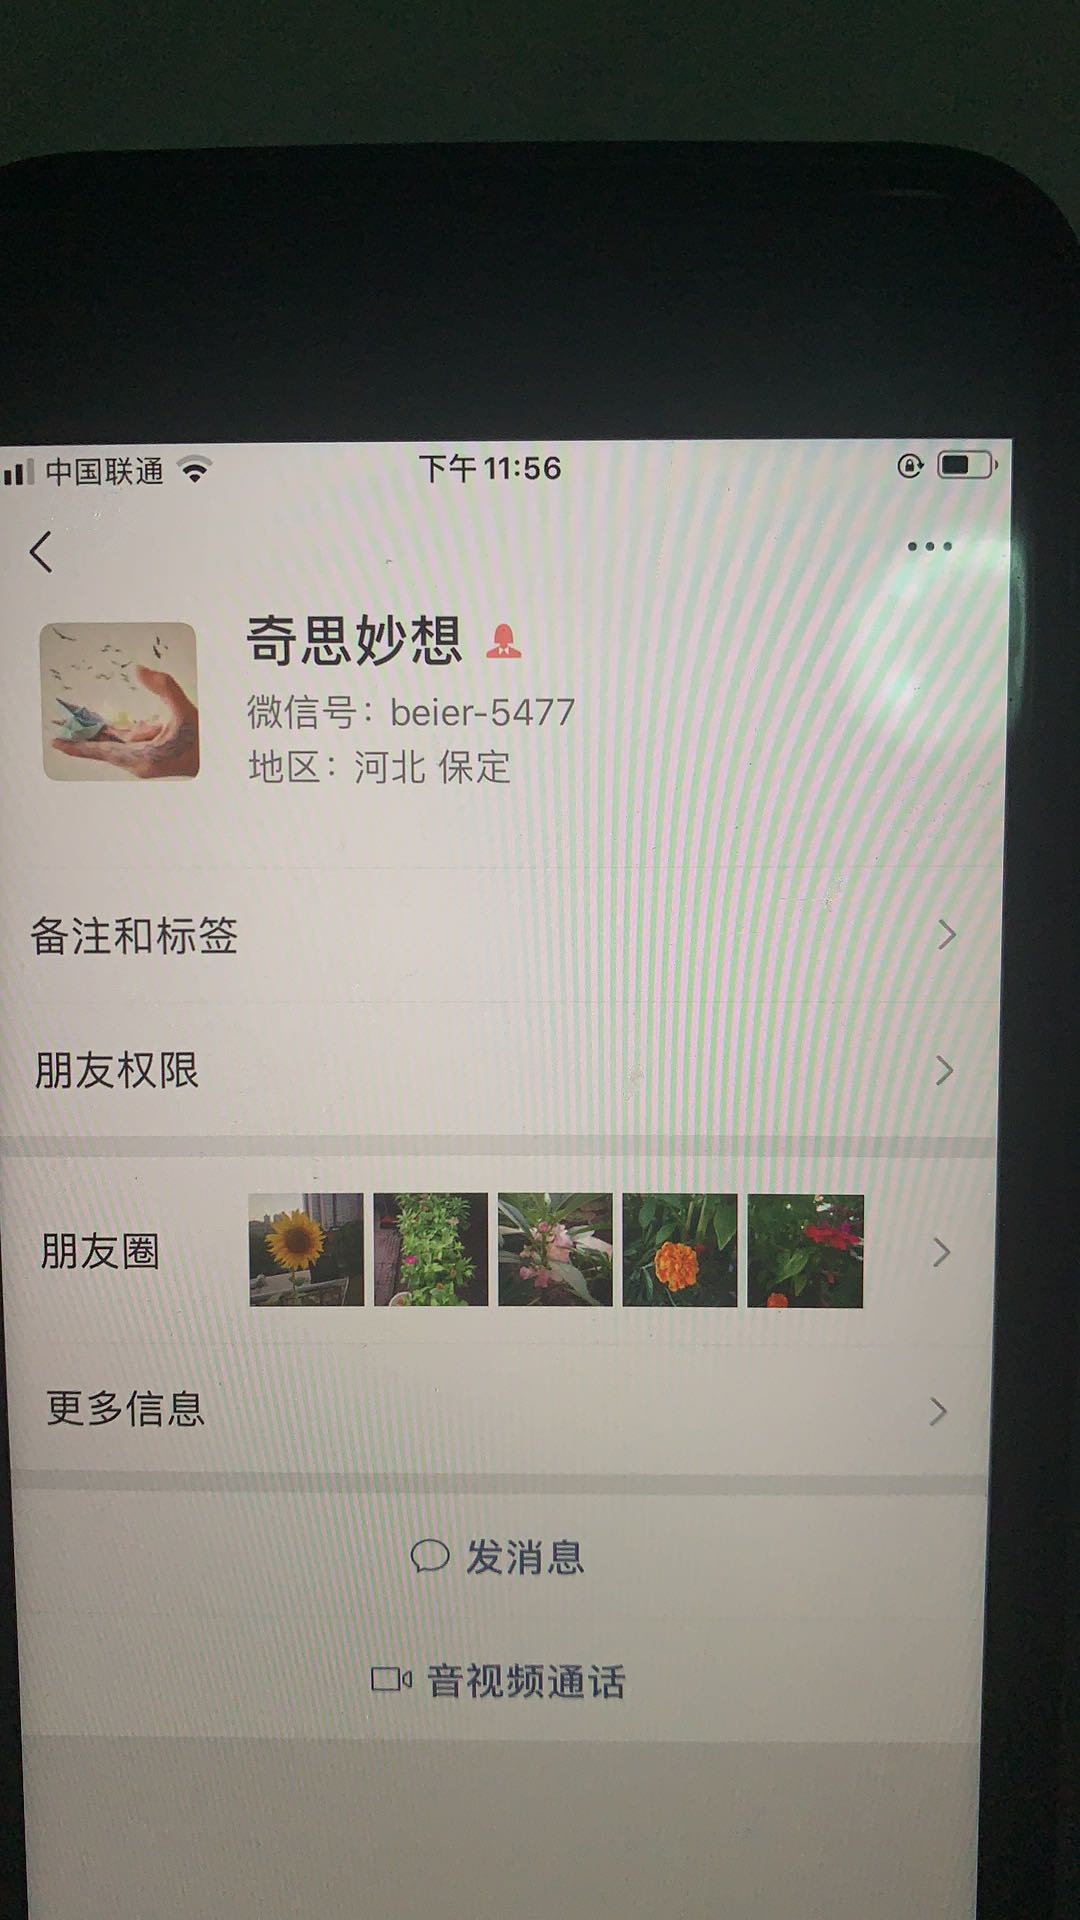 中国联通
下午11:56
奇思妙想
微信号：beier-5477
地区：河北 保定
备注和标签
朋友权限
朋友圈
更多信息
发消息
音视频通话